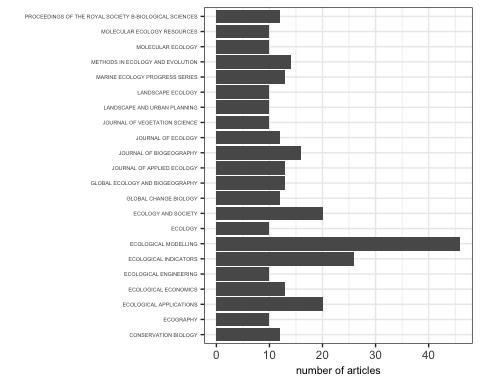 PROCEEDINGS OF THE ROYAL SOCIETY B-BIOLOGICAL SCIENCES
MOLECULAR ECOLOGY RESOURCES
MOLECULAR ECOLOGY
METHODS IN ECOLOGY AND EVOLUTION
MARINE ECOLOGY PROGRESS SERIES
LANDSCAPE ECOLOGY
LANDSCAPE AND URBAN PLANNING
JOURNAL OF VEGETATION SCIENCE
JOURNAL OF ECOLOGY
JOURNAL OF BIOGEOGRAPHY
JOURNAL OF APPLIED ECOLOGY
GLOBAL ECOLOGY AND BIOGEOGRAPHY
GLOBAL CHANGE BIOLOGY
ECOLOGY AND SOCIETY
ECOLOGY
ECOLOGICAL MODELLING
ECOLOGICAL INDICATORS
ECOLOGICAL ENGINEERING
ECOLOGICAL ECONOMICS
ECOLOGICAL APPLICATIONS
ECOGRAPHY
CONSERVATION BIOLOGY
0 10 20 30 40
number of articles